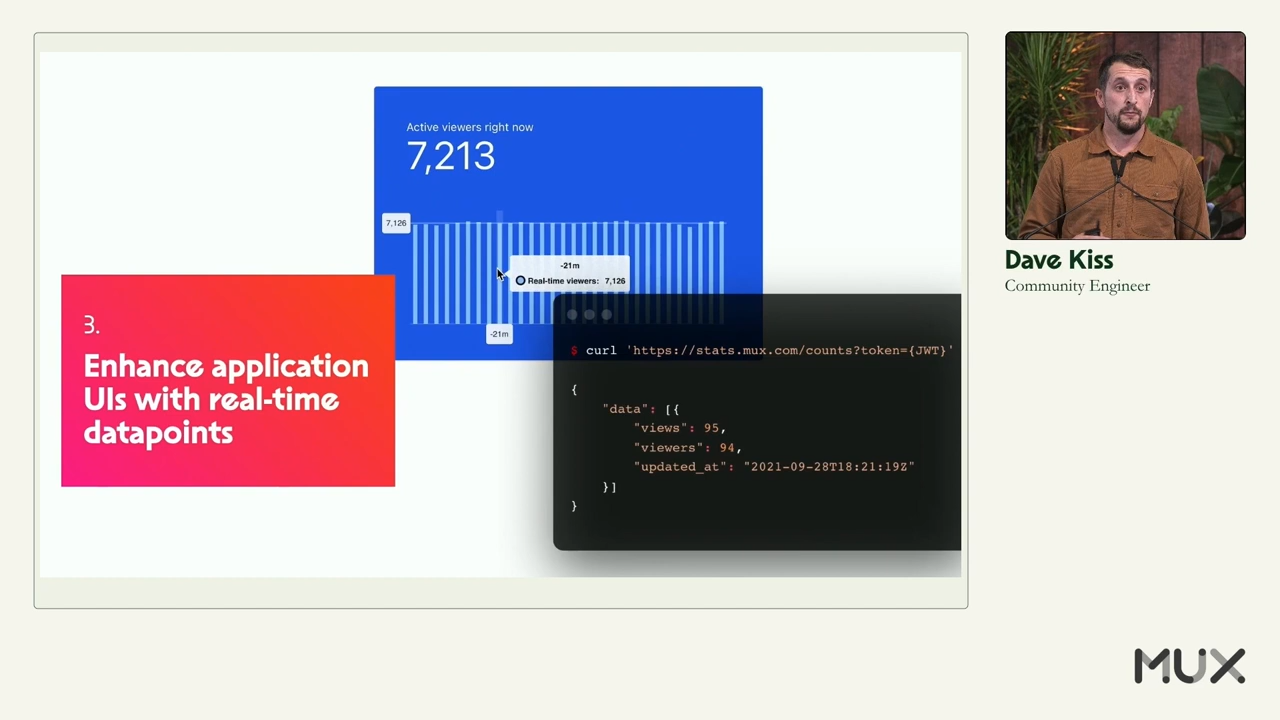 Active viewers right now
7,213
7,126
-21m
Real-time viewers: 7,126
-21m
3.
Enhance application
UIs with real-time
datapoints
$ curl 'https://stats.mux.com/counts?token={JWT}'
{
"data": [{
"views": 95,
"viewers": 94,
"updated_at": "2021-09-28T18:21:19Z"
}]
}
Dave Kiss
Community Engineer
MUX